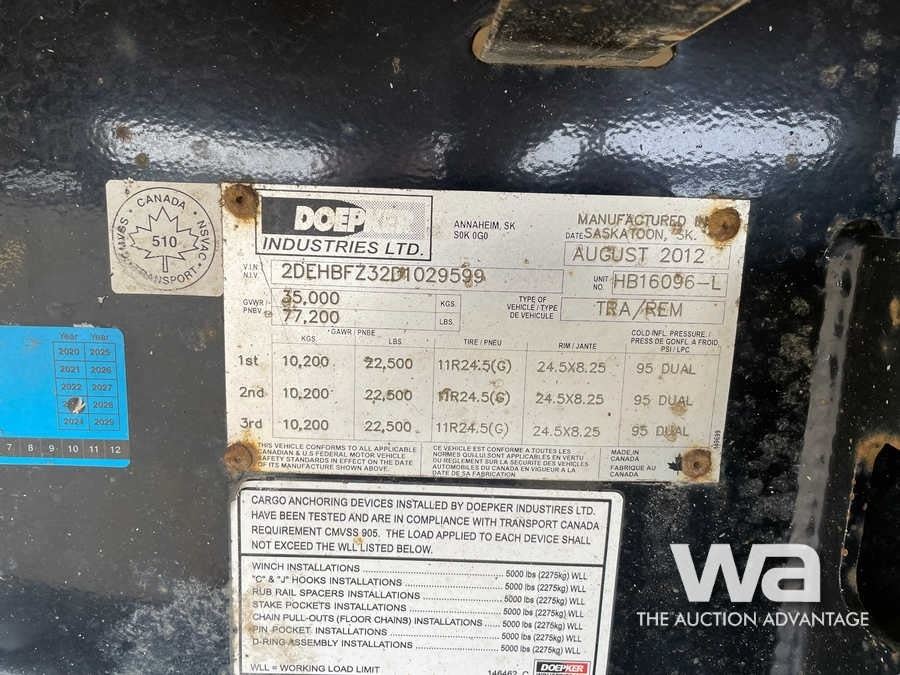 CANADA
CMVSS NSVAC
510
TRANSPORT
DOEPKER
INDUSTRIES LTD.
ANNAHEIM, SK
S0K 0G0
MANUFACTURED IN
SASKATOON, SK.
DATE
AUGUST 2012
V.I.N.
N.I.V.
2DEHBFZ32D1029599
UNIT
NO.
HB16096-L
GVWR
PNBV
35,000 KGS.
77,200 LBS.
TYPE OF
VEHICLE / TYPE
DE VEHICULE
TRA/REM
GAWR / PNBE
KGS. LBS. TIRE / PNEU RIM / JANTE
COLD INFL. PRESSURE /
PRESS DE GONFL. A FROID
PSI / LPC
1st 10,200 22,500 11R24.5(G) 24.5X8.25 95 DUAL
2nd 10,200 22,500 11R24.5(G) 24.5X8.25 95 DUAL
3rd 10,200 22,500 11R24.5(G) 24.5X8.25 95 DUAL
THIS VEHICLE CONFORMS TO ALL APPLICABLE
CANADIAN & U.S FEDERAL MOTOR VEHICLE
SAFETY STANDARDS IN EFFECT ON THE DATE
OF MANUFACTURE SHOWN ABOVE.
CE VEHICULE EST CONFORME A TOUTES LES
NORMES QUI LUI SONT APPLICABLES EN VERTU
DU REGLEMENT SUR LA SECURITE DES VEHICLES
AUTOMOBILES DU CANADA EN VIGUEUR A LA
DATE DE SA FABRICATION
MADE IN
CANADA
FABRIQUE AU
CANADA
Year Year
2020 2025
2021 2026
2022 2027
2028
2024 2029
7 8 9 10 11 12
CARGO ANCHORING DEVICES INSTALLED BY DOEPKER INDUSTIRES LTD.
HAVE BEEN TESTED AND ARE IN COMPLIANCE WITH TRANSPORT CANADA
REQUIREMENT CMVSS 905. THE LOAD APPLIED TO EACH DEVICE SHALL
NOT EXCEED THE WLL LISTED BELOW.
WINCH INSTALLATIONS 5000 lbs (2275kg) WLL
"C" & "J" HOOKS INSTALLATIONS 5000 lbs (2275kg) WLL
RUB RAIL SPACERS INSTALLATIONS 5000 lbs (2275kg) WLL
STAKE POCKETS INSTALLATIONS 5000 lbs (2275kg) WLL
CHAIN PULL-OUTS (FLOOR CHAINS) INSTALLATIONS 5000 lbs (2275kg) WLL
PIN POCKET INSTALLATIONS 5000 lbs (2275kg) WLL
D-RING ASSEMBLY INSTALLATIONS 5000 lbs (2275kg) WLL
WLL = WORKING LOAD LIMIT
146462 C
DOEPKER
wa
THE AUCTION ADVANTAGE